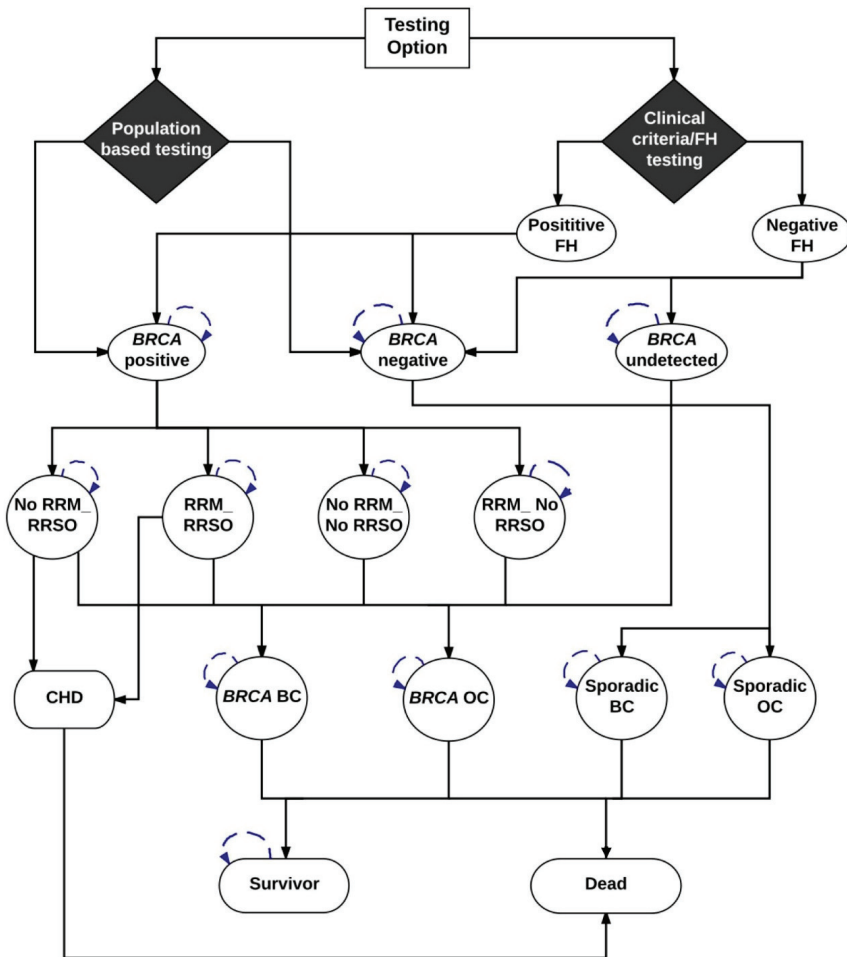 Testing
Option
Population
based testing
Clinical
criteria/FH
testing
Posititive
FH
Negative
FH
BRCA
positive
BRCA
negative
BRCA
undetected
No RRM_
RRSO
RRM_
RRSO
No RRM_
No RRSO
RRM_ No
RRSO
CHD
BRCA BC
BRCA OC
Sporadic
BC
Sporadic
OC
Survivor
Dead